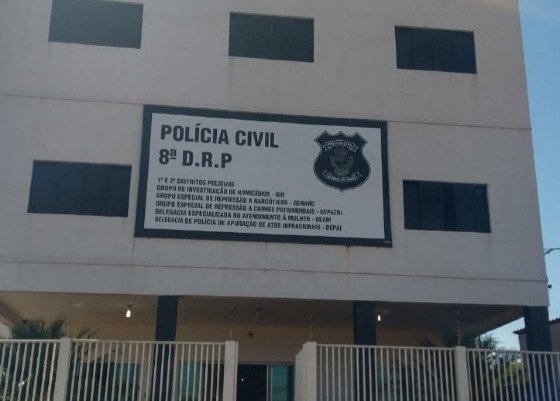 POLÍCIA CIVIL
8ª D.R.P
1º E 2º DISTRITOS POLICIAIS
GRUPO DE INVESTIGAÇÃO DE HOMICÍDIOS - GIH
GRUPO ESPECIAL DE REPRESSÃO A NARCÓTICOS - GENARC
GRUPO ESPECIAL DE REPRESSÃO A CRIMES PATRIMONIAIS - GEPATRI
DELEGACIA ESPECIALIZADA NO ATENDIMENTO À MULHER - DEAM
DELEGACIA DE POLICIA DE APURAÇÃO DE ATOS INFRACIONAIS - DEPAI